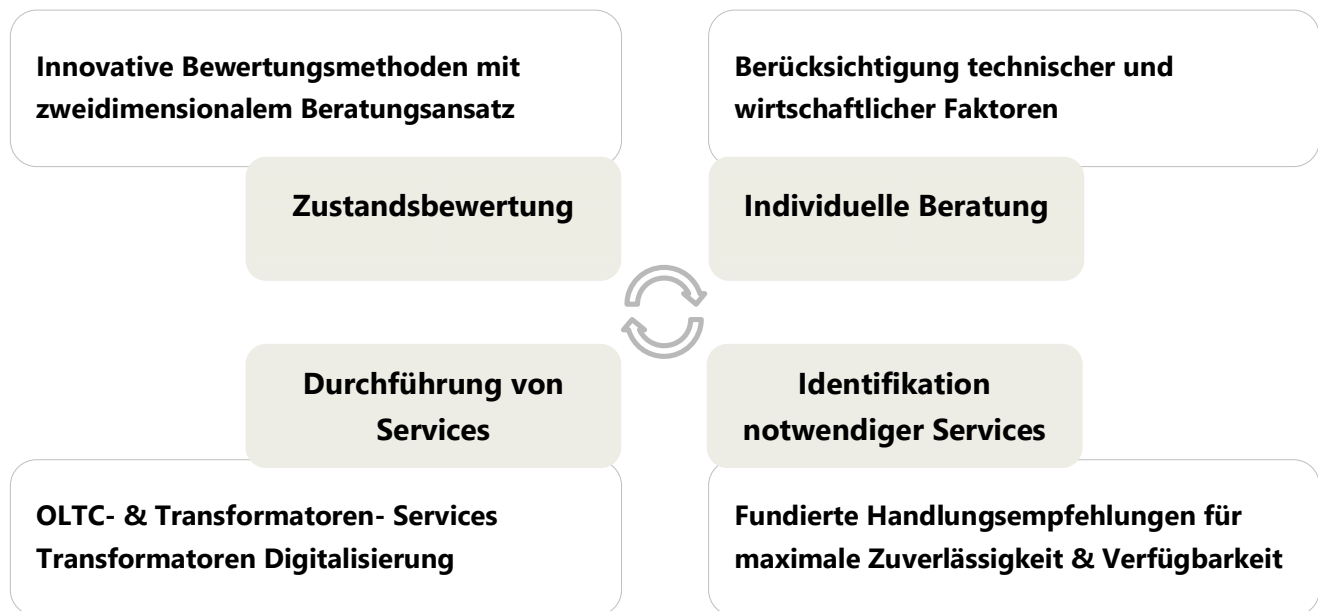 Innovative Bewertungsmethoden mit
zweidimensionalem Beratungsansatz
Zustandsbewertung
Berücksichtigung technischer und
wirtschaftlicher Faktoren
Individuelle Beratung
Durchführung von
Services
OLTC- & Transformatoren- Services
Transformatoren Digitalisierung
Identifikation
notwendiger Services
Fundierte Handlungsempfehlungen für
maximale Zuverlässigkeit & Verfügbarkeit